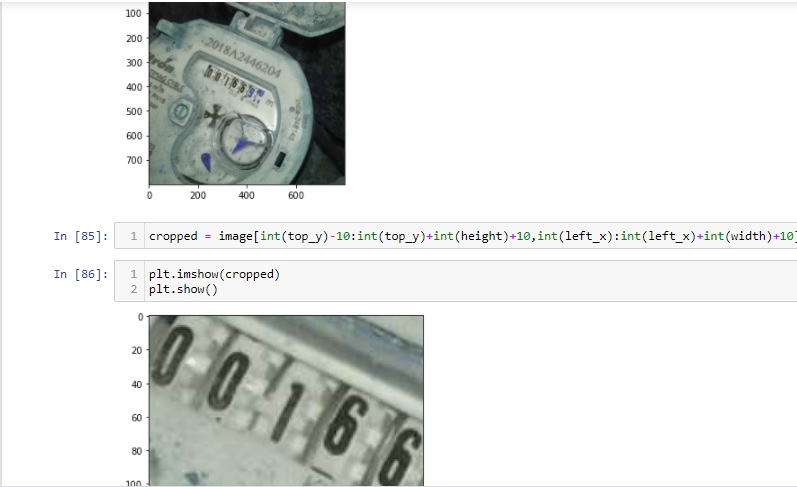 100
200
300
400
500
600
700
2018A2446204
0 200 400 600
In [85]: 1 cropped = image[int(top_y)-10:int(top_y)+int(height)+10,int(left_x):int(left_x)+int(width)+10]
In [86]: 1 plt.imshow(cropped)
2 plt.show()
0
20
40
60
80
100
00166